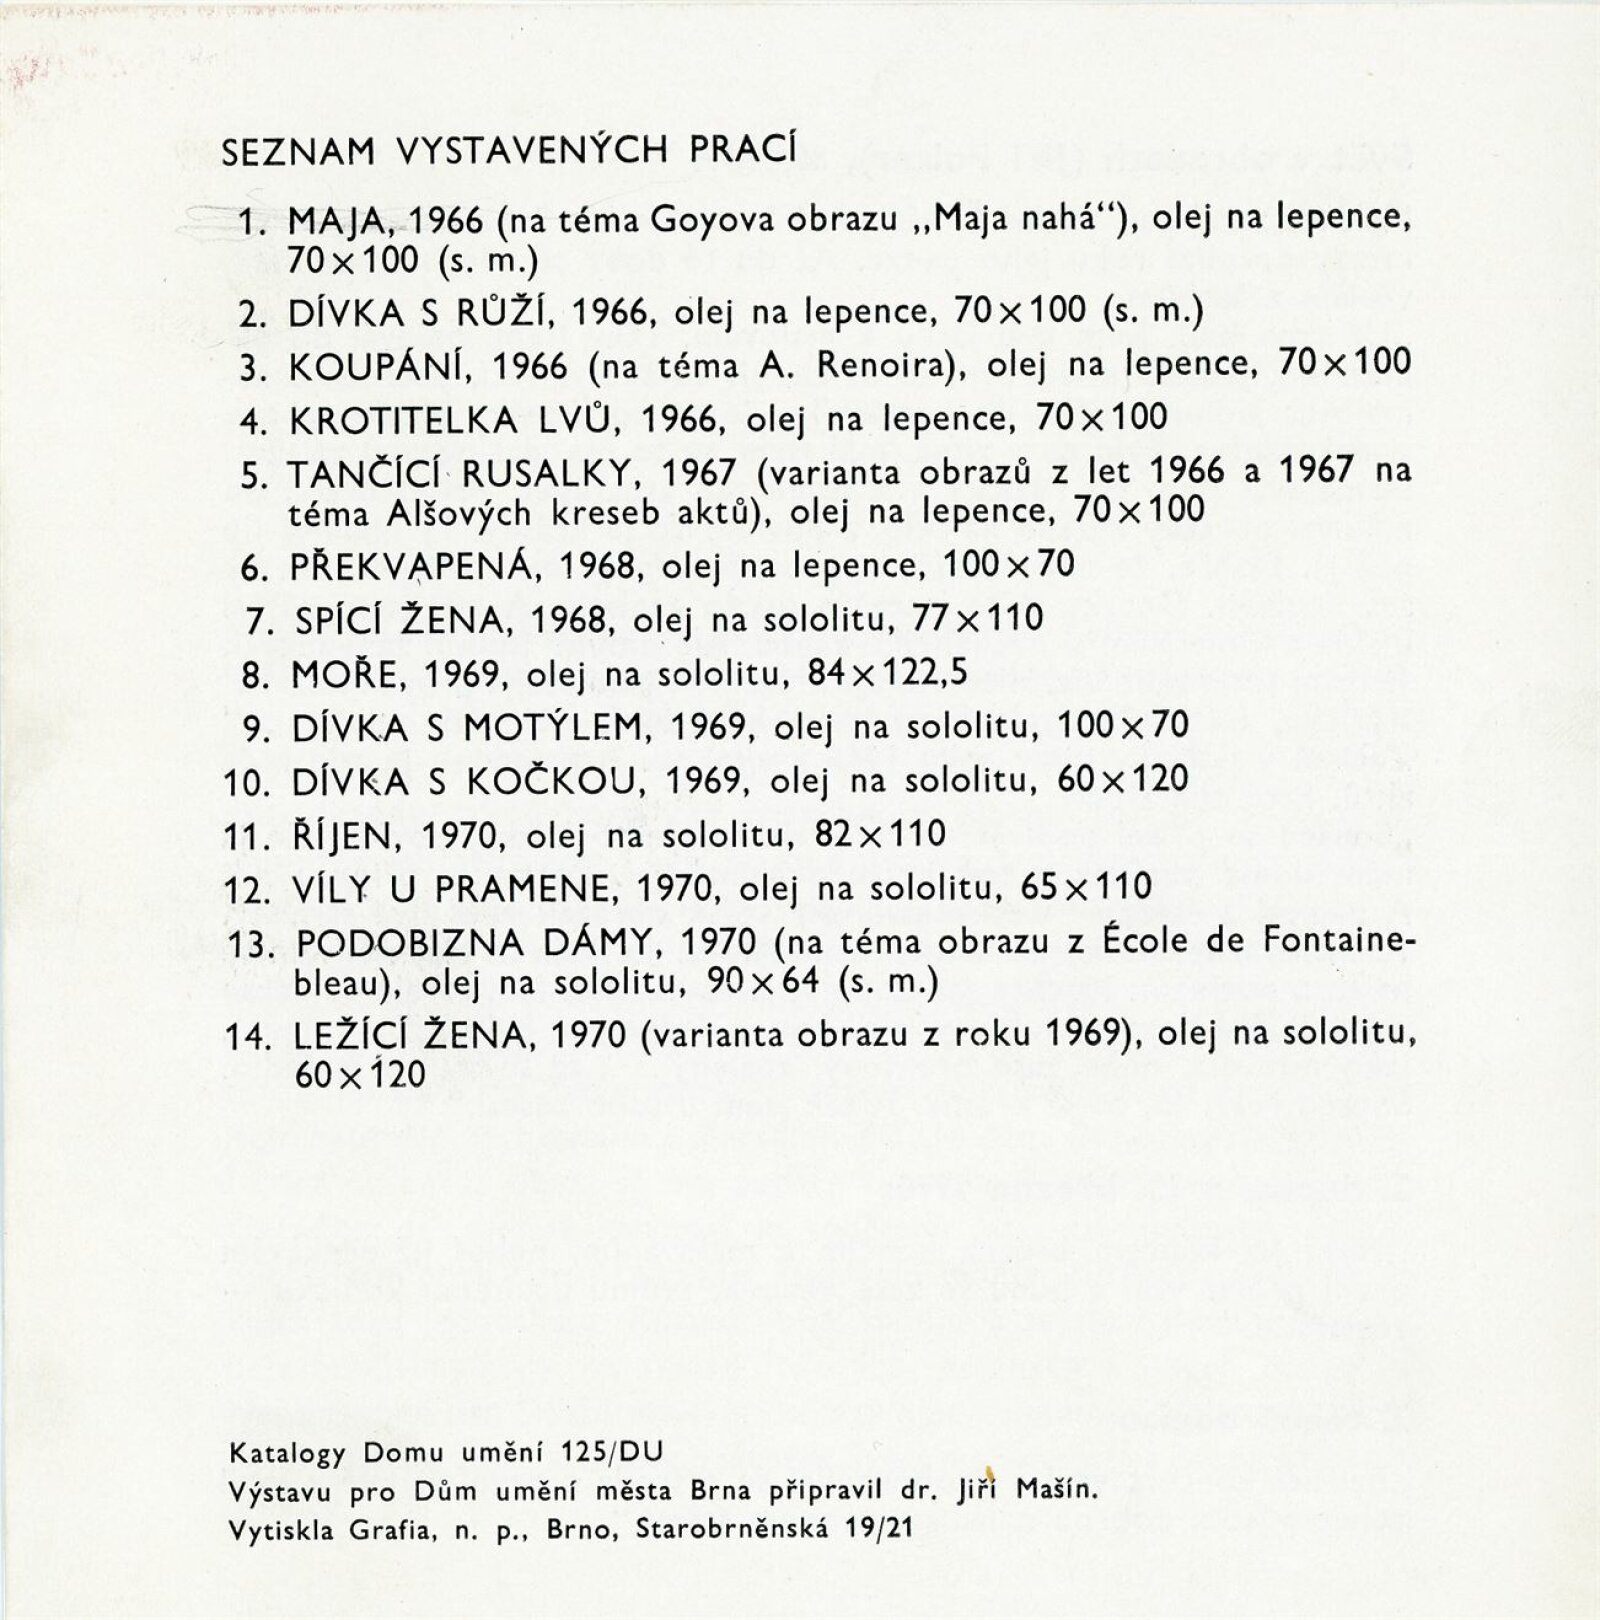 SEZNAM VYSTAVENÝCH PRACÍ
1. MAJA, 1966 (na téma Goyova obrazu „Maja nahá“), olej na lepence,
70×100 (s. m.)
2. DÍVKA S RŮŽÍ, 1966, olej na lepence, 70×100 (s. m.)
3. KOUPÁNÍ, 1966 (na téma A. Renoira), olej na lepence, 70×100
4. KROTITELKA LVŮ, 1966, olej na lepence, 70×100
5. TANČÍCÍ RUSALKY, 1967 (varianta obrazů z let 1966 a 1967 na
téma Alšových kreseb aktů), olej na lepence, 70×100
6. PŘEKVAPENÁ, 1968, olej na lepence, 100×70
7. SPÍCÍ ŽENA, 1968, olej na sololitu, 77×110
8. MOŘE, 1969, olej na sololitu, 84×122,5
9. DÍVKA S MOTÝLEM, 1969, olej na sololitu, 100×70
10. DÍVKA S KOČKOU, 1969, olej na sololitu, 60×120
11. ŘÍJEN, 1970, olej na sololitu, 82×110
12. VÍLY U PRAMENE, 1970, olej na sololitu, 65×110
13. PODOBIZNA DÁMY, 1970 (na téma obrazu z École de Fontaine-
bleau), olej na sololitu, 90×64 (s. m.)
14. LEŽÍCÍ ŽENA, 1970 (varianta obrazu z roku 1969), olej na sololitu,
60×120
Katalogy Domu umění 125/DU
Výstavu pro Dům umění města Brna připravil dr. Jiří Mašín.
Vytiskla Grafia, n. p., Brno, Starobrněnská 19/21